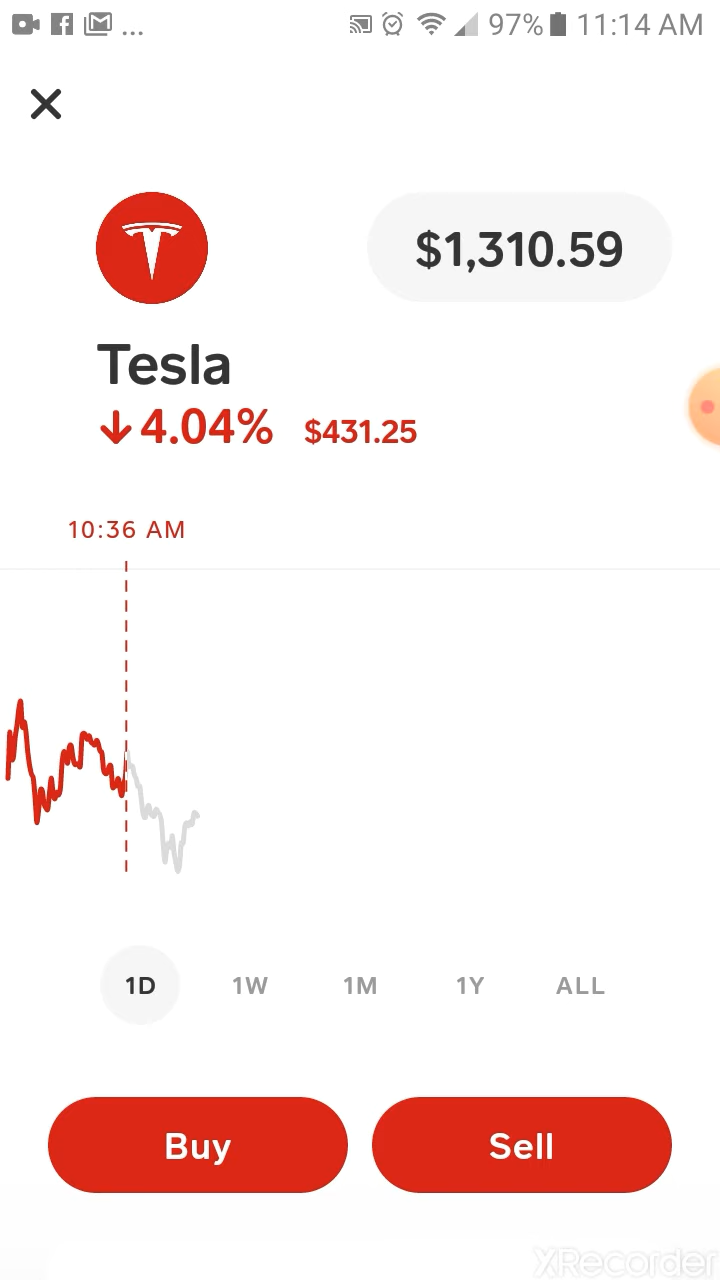 ... 97% 11:14 AM
$1,310.59
Tesla
↓4.04% $431.25
10:36 AM
1D 1W 1M 1Y ALL
Buy Sell
XRecorder